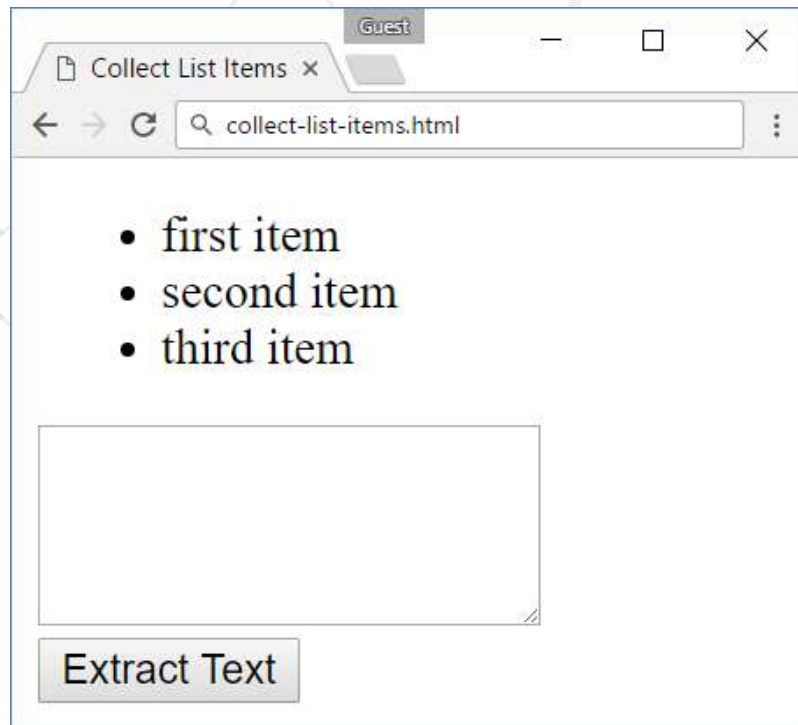 Guest
Collect List Items
collect-list-items.html
• first item
• second item
• third item
Extract Text